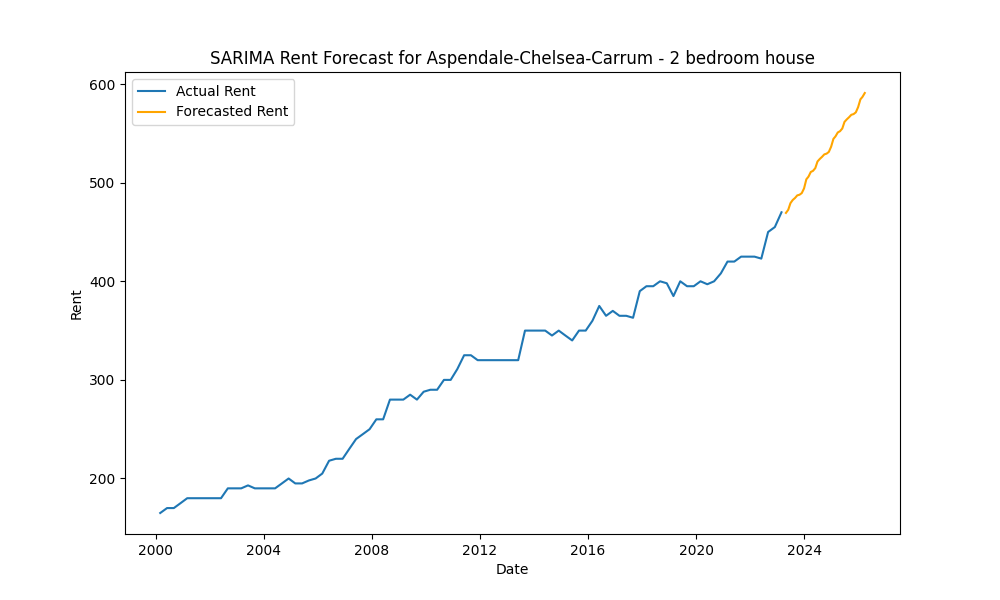 SARIMA Rent Forecast for Aspendale-Chelsea-Carrum - 2 bedroom house
Actual Rent
Forecasted Rent
600
500
400
300
200
Rent
2000 2004 2008 2012 2016 2020 2024
Date